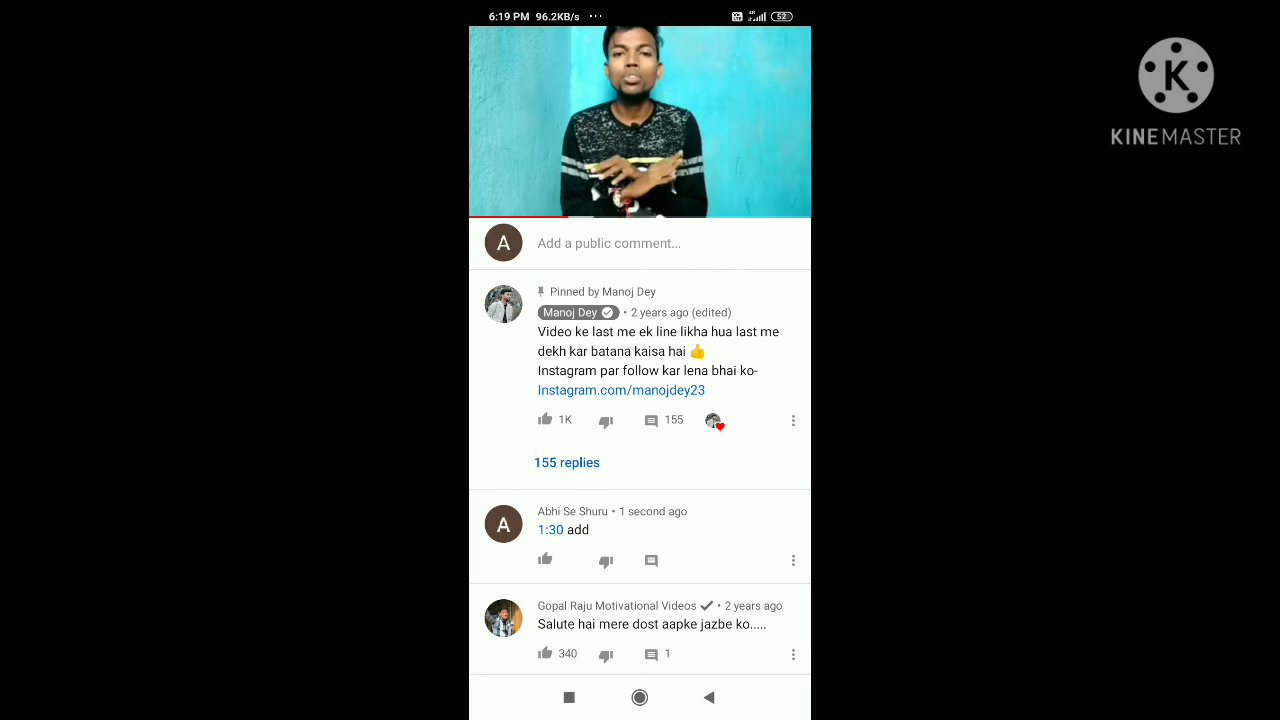 6:19 PM 96.2KB/s ...
52
KINEMASTER
A Add a public comment...
Pinned by Manoj Dey
Manoj Dey • 2 years ago (edited)
Video ke last me ek line likha hua last me
dekh kar batana kaisa hai 👍
Instagram par follow kar lena bhai ko-
Instagram.com/manojdey23
1K 155
155 replies
A Abhi Se Shuru • 1 second ago
1:30 add
Gopal Raju Motivational Videos • 2 years ago
Salute hai mere dost aapke jazbe ko.....
340 1